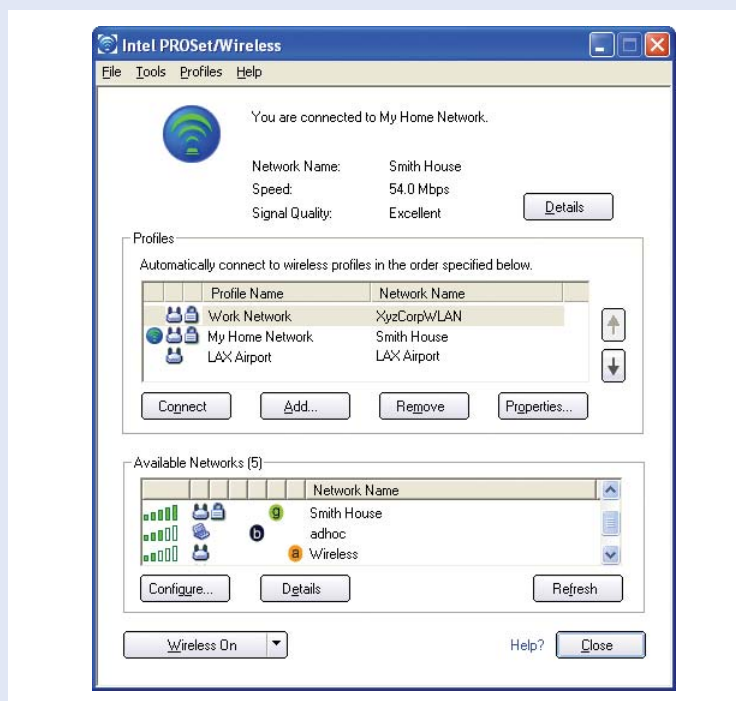 Intel PROSet/Wireless
File Tools Profiles Help
You are connected to My Home Network.
Network Name: Smith House
Speed: 54.0 Mbps
Signal Quality: Excellent
Details
Profiles
Automatically connect to wireless profiles in the order specified below.
Profile Name Network Name
Work Network XyzCorpWLAN
My Home Network Smith House
LAX Airport LAX Airport
Connect Add... Remove Properties...
Available Networks (5)
Network Name
g Smith House
b adhoc
a Wireless
Configure... Details Refresh
Wireless On Help? Close